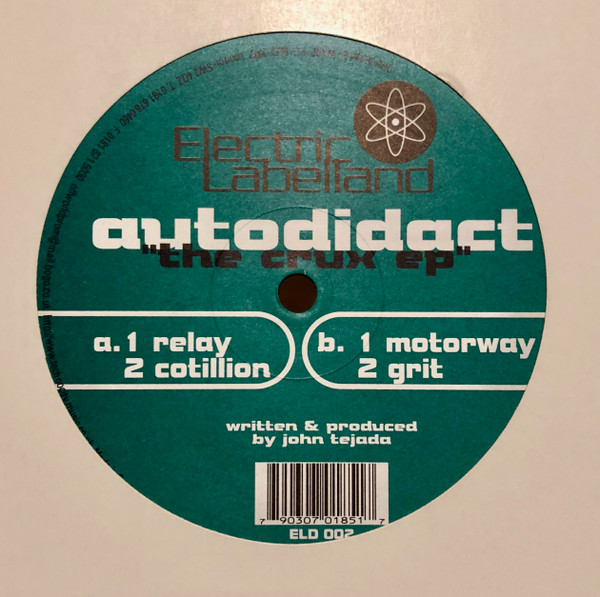 Electric
Labelland
autodidact
"the crux ep"
a. 1 relay
2 cotillion
b. 1 motorway
2 grit
written & produced
by john tejada
7 90307 01851 7
ELD 002